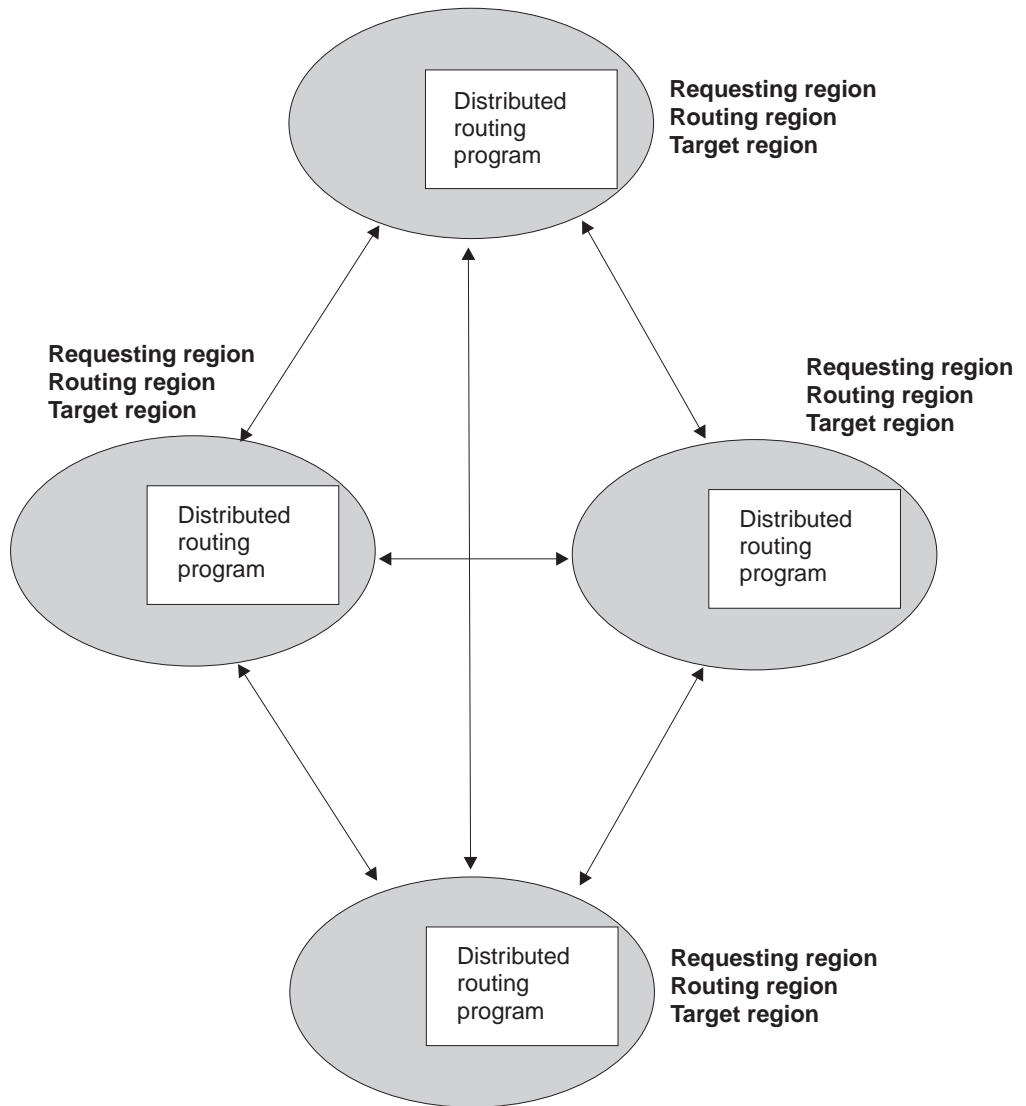 Distributed
routing
program
Requesting region
Routing region
Target region
Requesting region
Routing region
Target region
Distributed
routing
program
Requesting region
Routing region
Target region
Distributed
routing
program
Distributed
routing
program
Requesting region
Routing region
Target region